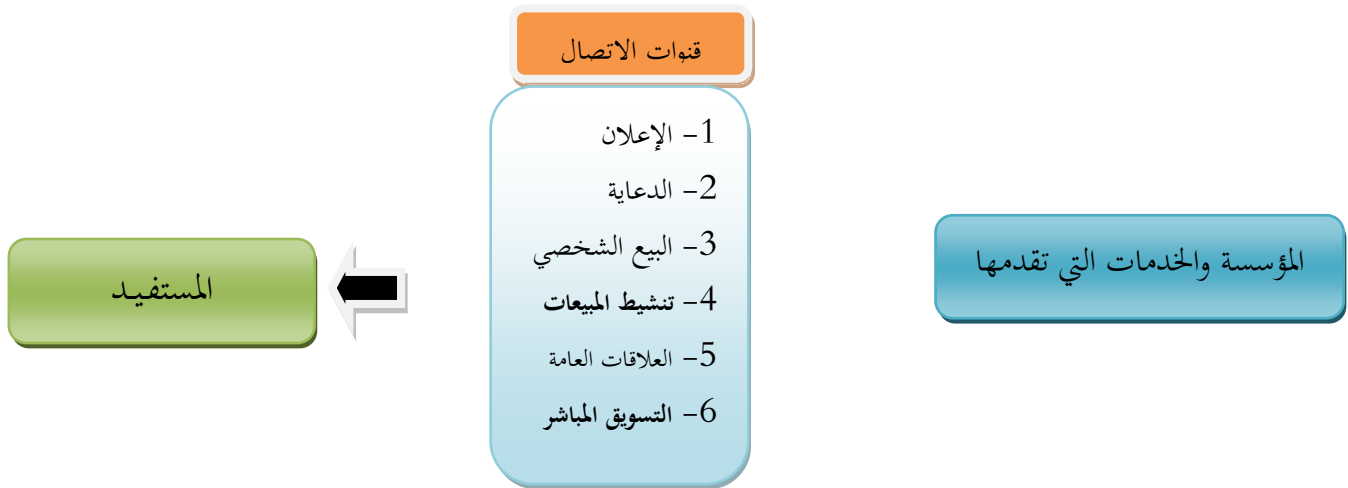 قنوات الاتصال
1- الإعلان
2- الدعاية
3- البيع الشخصي
4- تنشيط المبيعات
5- العلاقات العامة
6- التسويق المباشر
المؤسسة والخدمات التي تقدمها
المستفيد